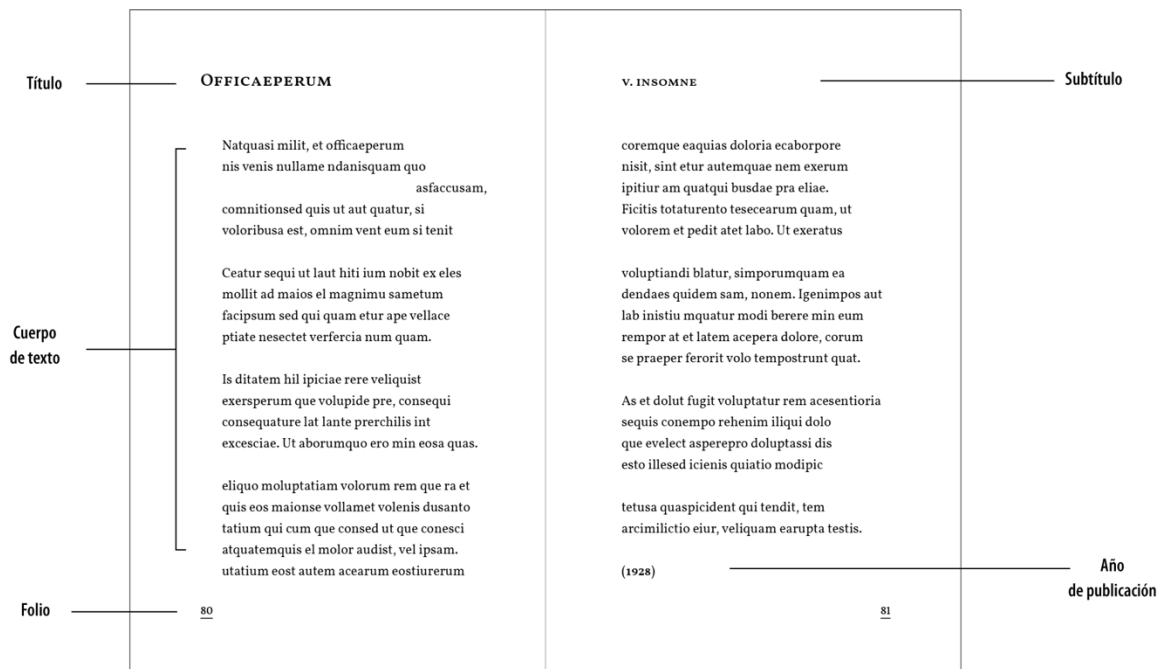 Título
OFFICAEPERUM
Natquasi milit, et officaeperum
nis venis nullame ndanisquam quo
asfaccusam,
comnitionsed quis ut aut quatur, si
voloribusa est, omnim vent eum si tenit
Ceatur sequi ut laut hiti ium nobit ex eles
mollit ad maios el magnimu sametum
facipsum sed qui quam etur ape vellace
ptiate nesectet verfercia num quam.
Is ditatem hil ipiciae rere veliquist
exersperum que volupide pre, consequi
consequature lat lante prerchilis int
excesciae. Ut aborumquo ero min eosa quas.
eliquo moluptatiam volorum rem que ra et
quis eos maionse vollamet volenis dusanto
tatium qui cum que consed ut que conesci
atquatemquis el molor audist, vel ipsam.
utatium eost autem acearum eostiurerum
Cuerpo
de texto
Folio
80
V. INSOMNE
Subtítulo
coremque eaquias doloria ecaborpore
nisit, sint etur autemquae nem exerum
ipitiur am quatqui busdae pra eliae.
Ficitis totaturento tesecearum quam, ut
volorem et pedit atet labo. Ut exeratus
voluptiandi blatur, simporumquam ea
dendaes quidem sam, nonem. Igenimpos aut
lab inistiu mquatur modi berere min eum
rempor at et latem acepera dolore, corum
se praeper ferorit volo tempostrunt quat.
As et dolut fugit voluptatur rem acesentioria
sequis conempo rehenim iliqui dolo
que evelect asperepro doluptassi dis
esto illesed icienis quiatio modipic
tetusa quaspicident qui tendit, tem
arcimilictio eiur, veliquam earupta testis.
(1928)
Año
de publicación
81